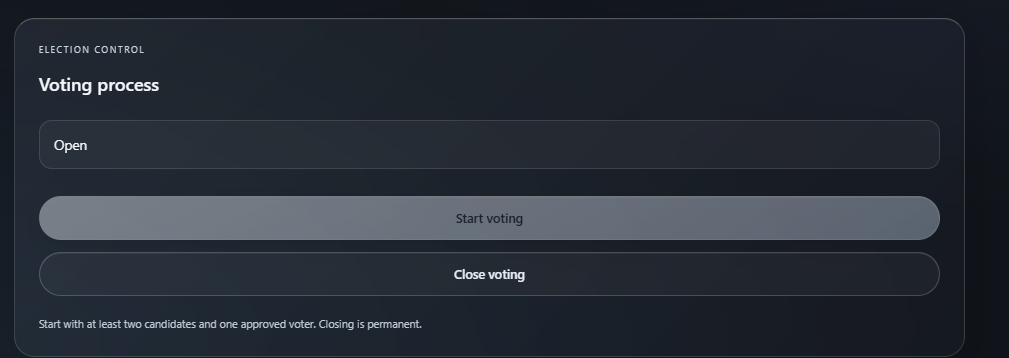 ELECTION CONTROL
Voting process
Open
Start voting
Close voting
Start with at least two candidates and one approved voter. Closing is permanent.